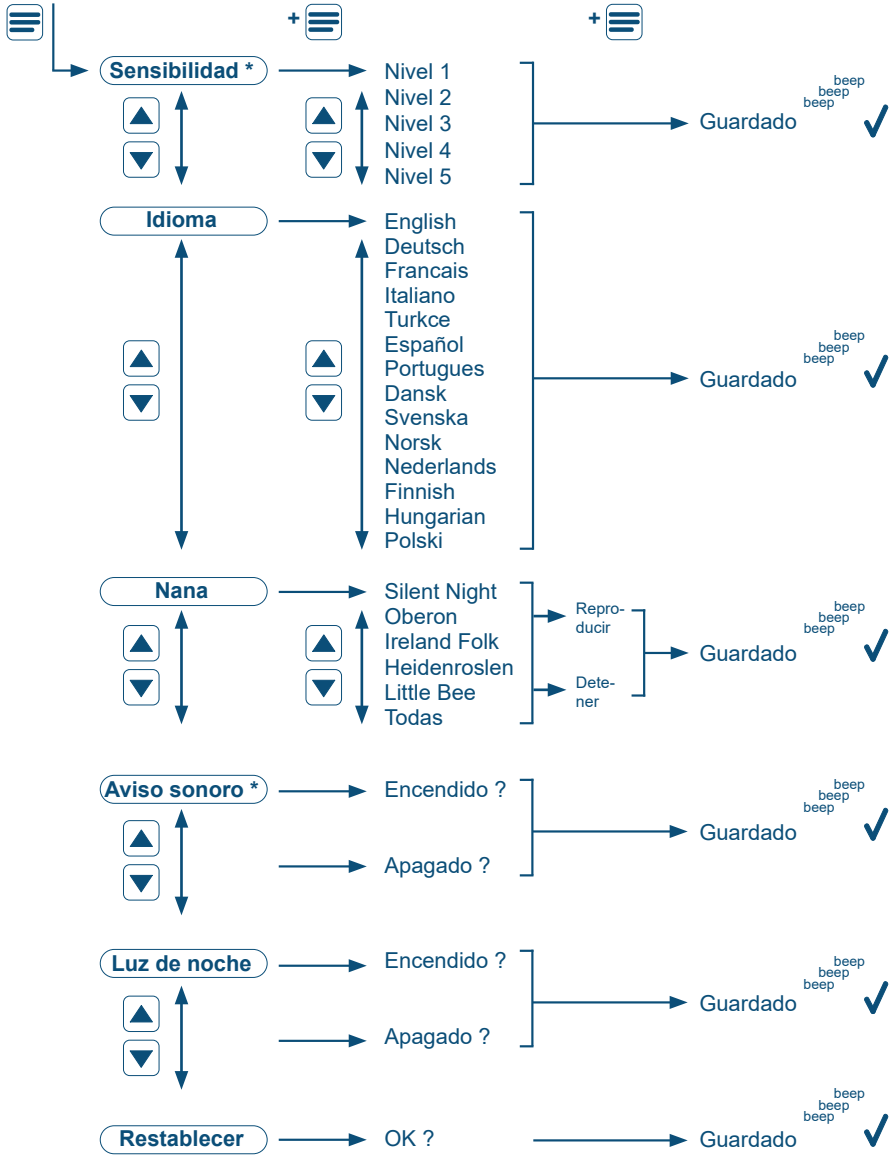 +
+
Sensibilidad *
Nivel 1
Nivel 2
Nivel 3
Nivel 4
Nivel 5
Guardado
beep
beep
beep
Idioma
English
Deutsch
Francais
Italiano
Turkce
Español
Portugues
Dansk
Svenska
Norsk
Nederlands
Finnish
Hungarian
Polski
Guardado
beep
beep
beep
Nana
Silent Night
Oberon
Ireland Folk
Heidenroslen
Little Bee
Todas
Repro-
ducir
Dete-
ner
Guardado
beep
beep
beep
Aviso sonoro *
Encendido ?
Apagado ?
Guardado
beep
beep
beep
Luz de noche
Encendido ?
Apagado ?
Guardado
beep
beep
beep
Restablecer
OK ?
Guardado
beep
beep
beep